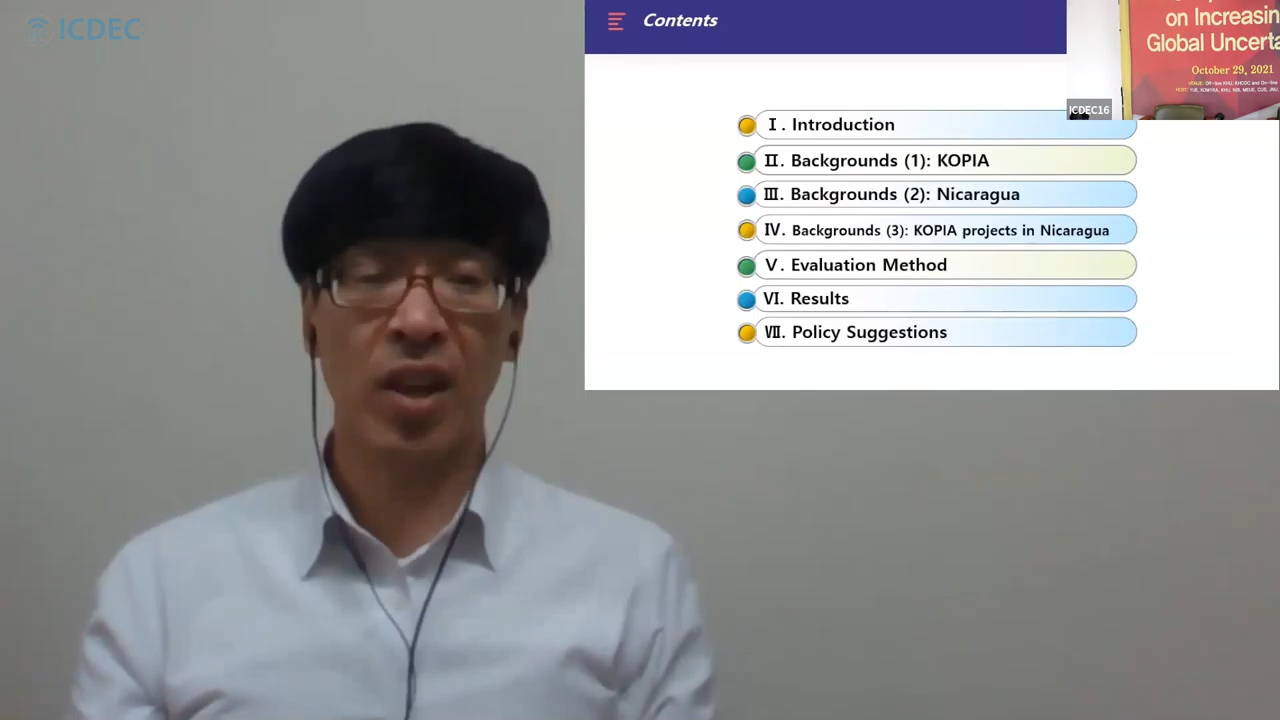 ICDEC
Contents
on Increasin
Global Uncerta
October 29, 2021
ICDEC16
Ⅰ. Introduction
Ⅱ. Backgrounds (1): KOPIA
Ⅲ. Backgrounds (2): Nicaragua
Ⅳ. Backgrounds (3): KOPIA projects in Nicaragua
Ⅴ. Evaluation Method
Ⅵ. Results
Ⅶ. Policy Suggestions